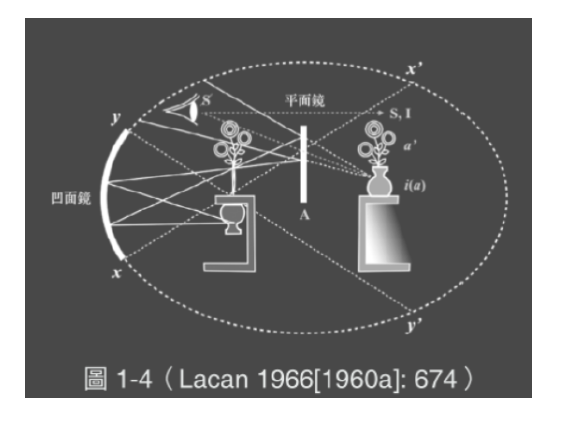 x'
S
平面鏡
S, I
y
a'
凹面鏡
i(a)
A
x
y'
圖 1-4（Lacan 1966[1960a]: 674）